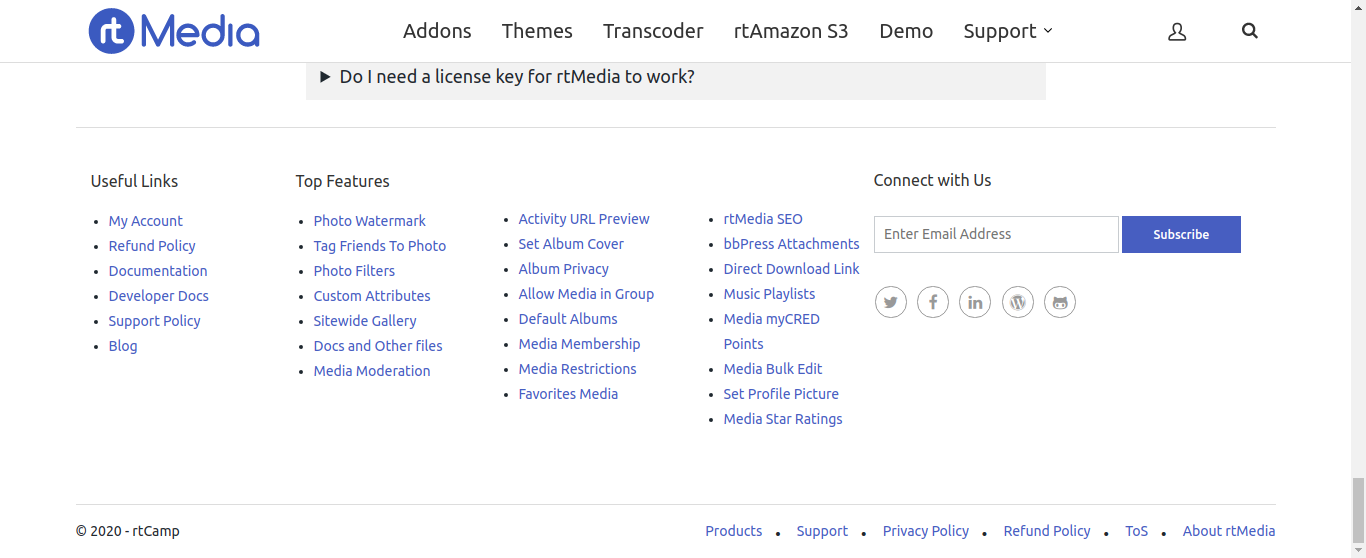 rtMedia
Addons
Themes
Transcoder
rtAmazon S3
Demo
Support
Do I need a license key for rtMedia to work?
Useful Links
My Account
Refund Policy
Documentation
Developer Docs
Support Policy
Blog
Top Features
Photo Watermark
Tag Friends To Photo
Photo Filters
Custom Attributes
Sitewide Gallery
Docs and Other files
Media Moderation
Activity URL Preview
Set Album Cover
Album Privacy
Allow Media in Group
Default Albums
Media Membership
Media Restrictions
Favorites Media
rtMedia SEO
bbPress Attachments
Direct Download Link
Music Playlists
Media myCRED
Points
Media Bulk Edit
Set Profile Picture
Media Star Ratings
Connect with Us
Enter Email Address
Subscribe
© 2020 - rtCamp
Products
Support
Privacy Policy
Refund Policy
ToS
About rtMedia